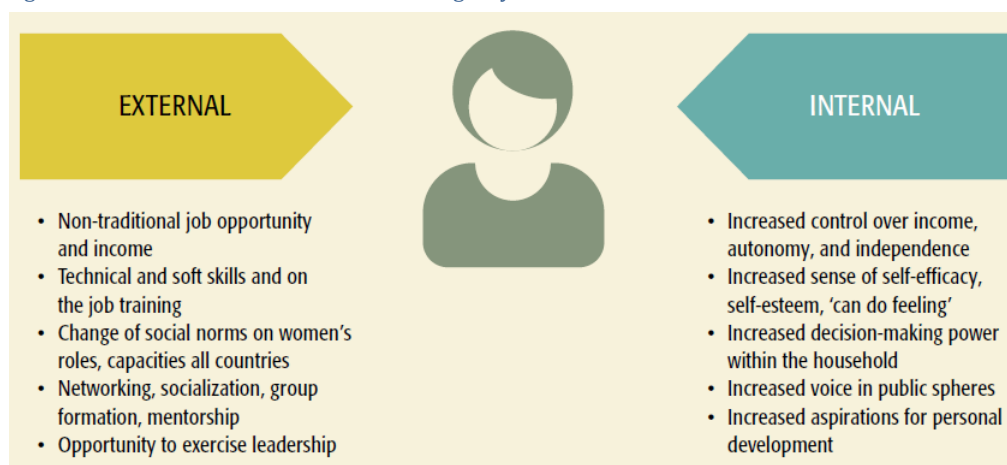 EXTERNAL
• Non-traditional job opportunity
and income
• Technical and soft skills and on
the job training
• Change of social norms on women’s
roles, capacities all countries
• Networking, socialization, group
formation, mentorship
• Opportunity to exercise leadership
INTERNAL
• Increased control over income,
autonomy, and independence
• Increased sense of self-efficacy,
self-esteem, ‘can do feeling’
• Increased decision-making power
within the household
• Increased voice in public spheres
• Increased aspirations for personal
development